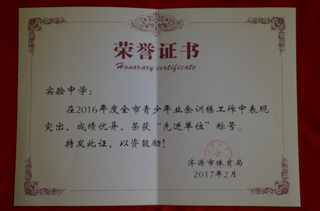 荣誉证书
Honorary certificate
实验中学：
在2016年度全市青少年业余训练工作中表现
突出、成绩优异，荣获“先进单位”称号。
特发此证，以资鼓励！
济源市体育局
2017年2月